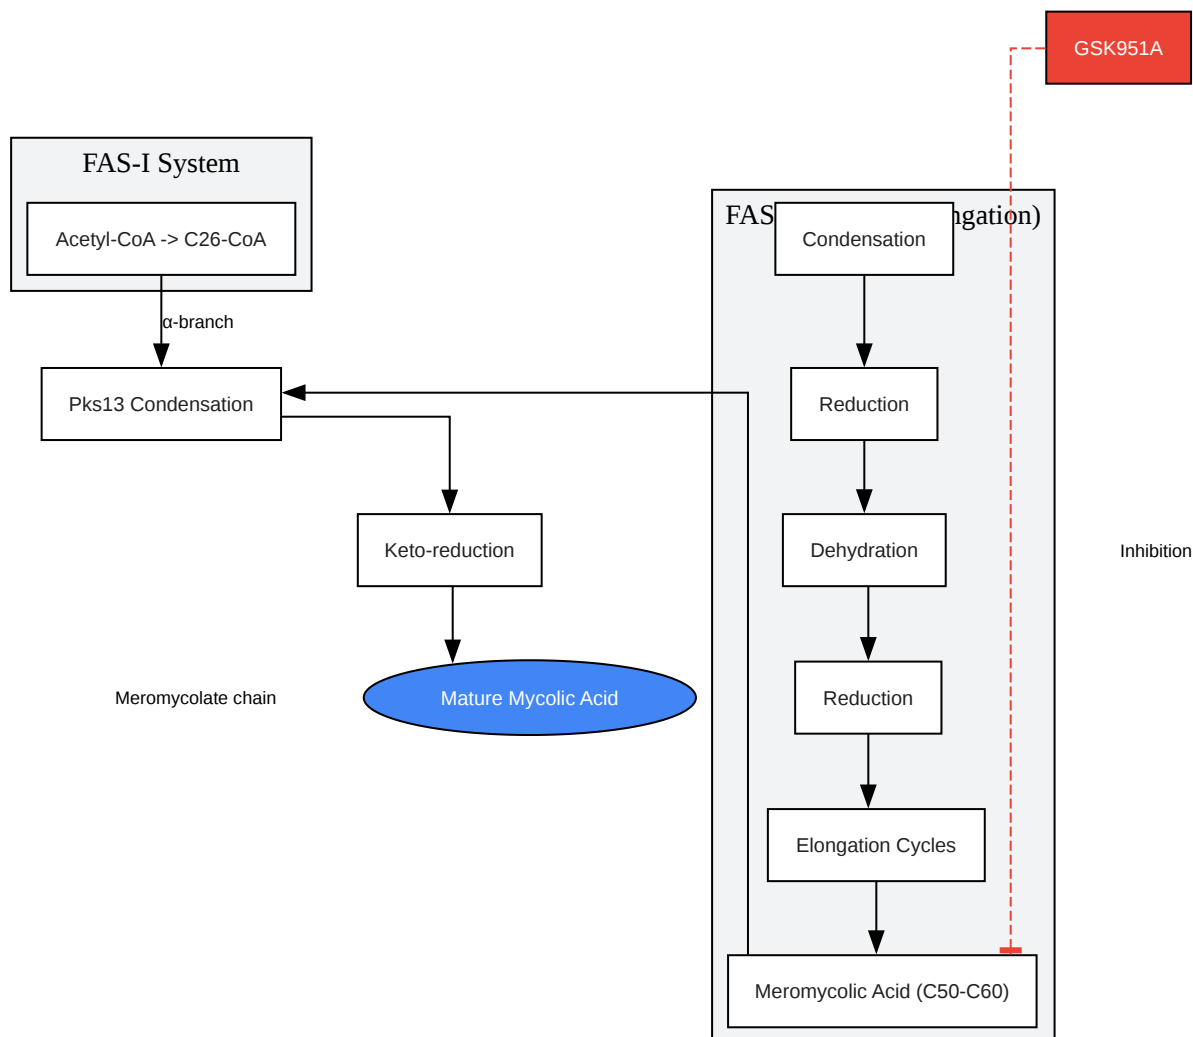 GSK951A
FAS-I System
Acetyl-CoA -> C26-CoA
α-branch
Pks13 Condensation
Keto-reduction
Meromycolate chain
Mature Mycolic Acid
FAS ngation)
Condensation
Reduction
Dehydration
Reduction
Elongation Cycles
Meromycolic Acid (C50-C60)
Inhibition